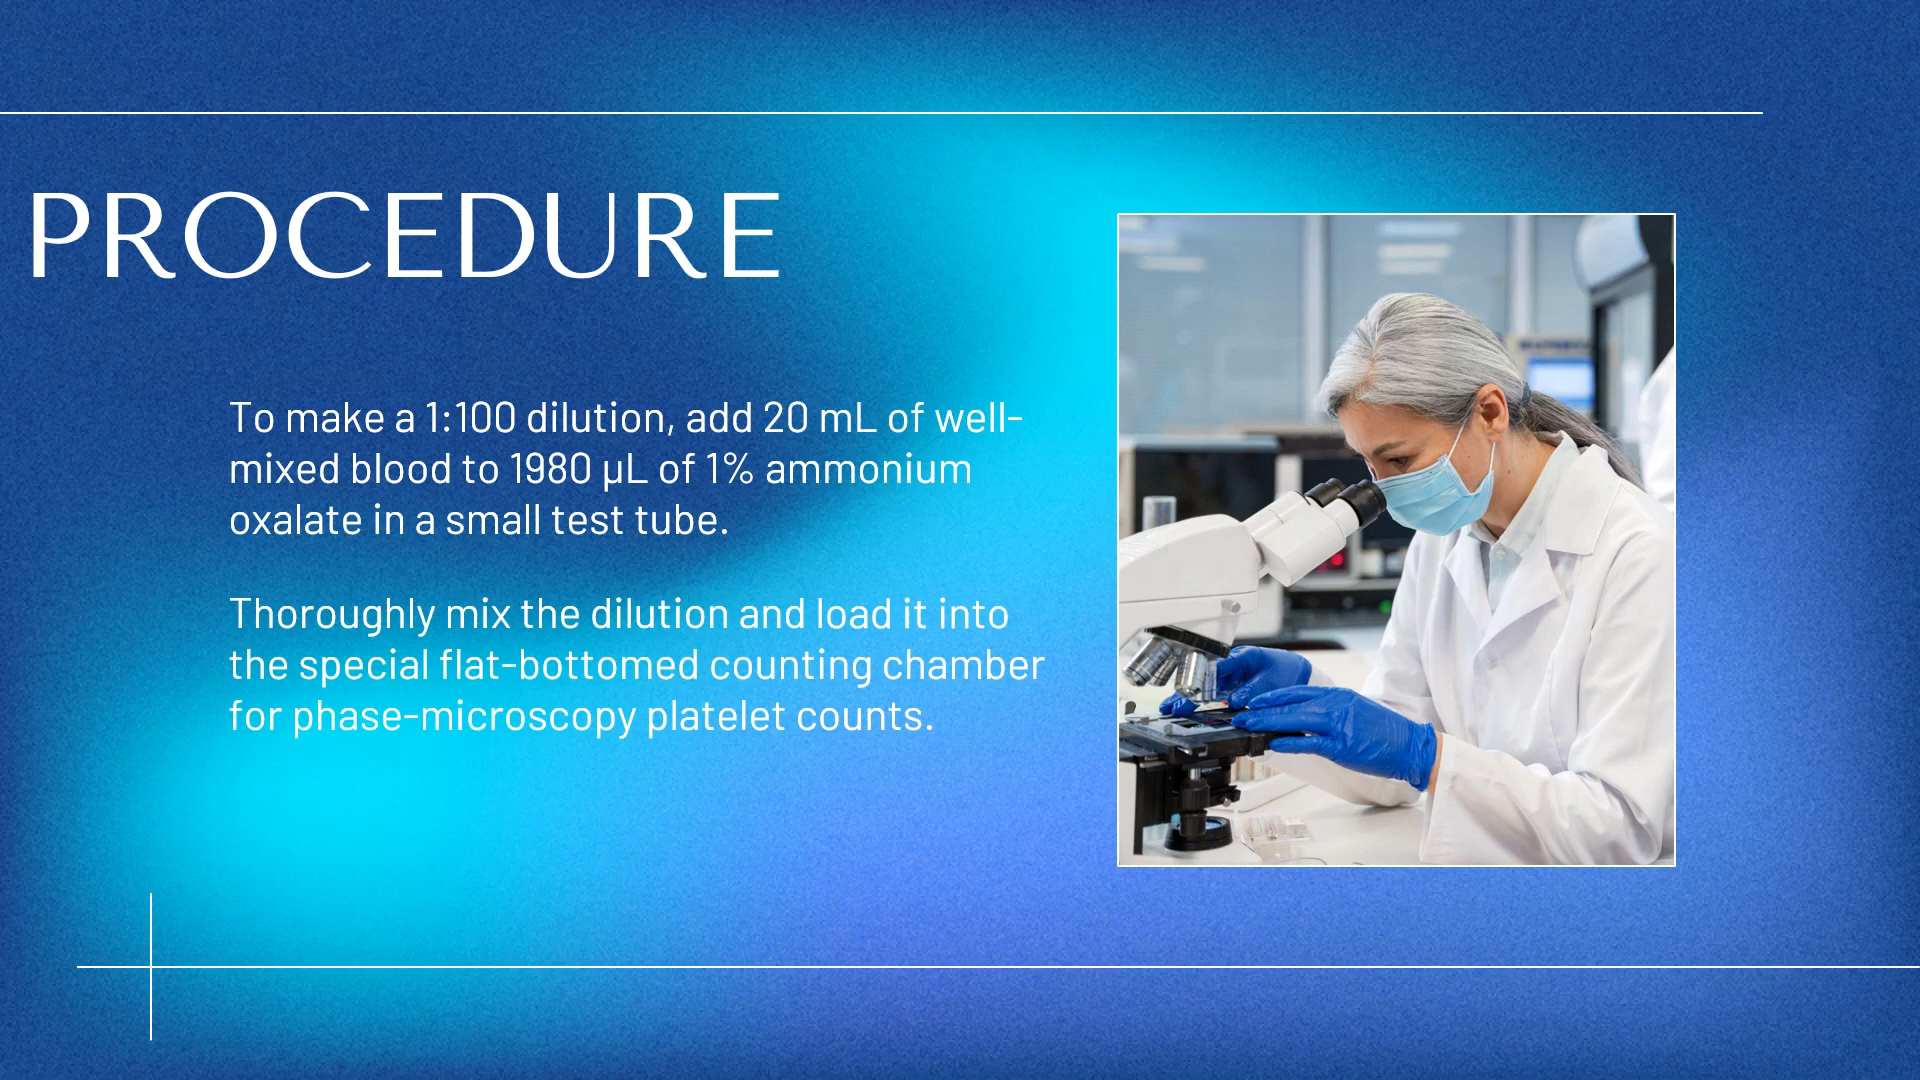 PROCEDURE
To make a 1:100 dilution, add 20 mL of well-
mixed blood to 1980 µL of 1% ammonium
oxalate in a small test tube.
Thoroughly mix the dilution and load it into
the special flat-bottomed counting chamber
for phase-microscopy platelet counts.